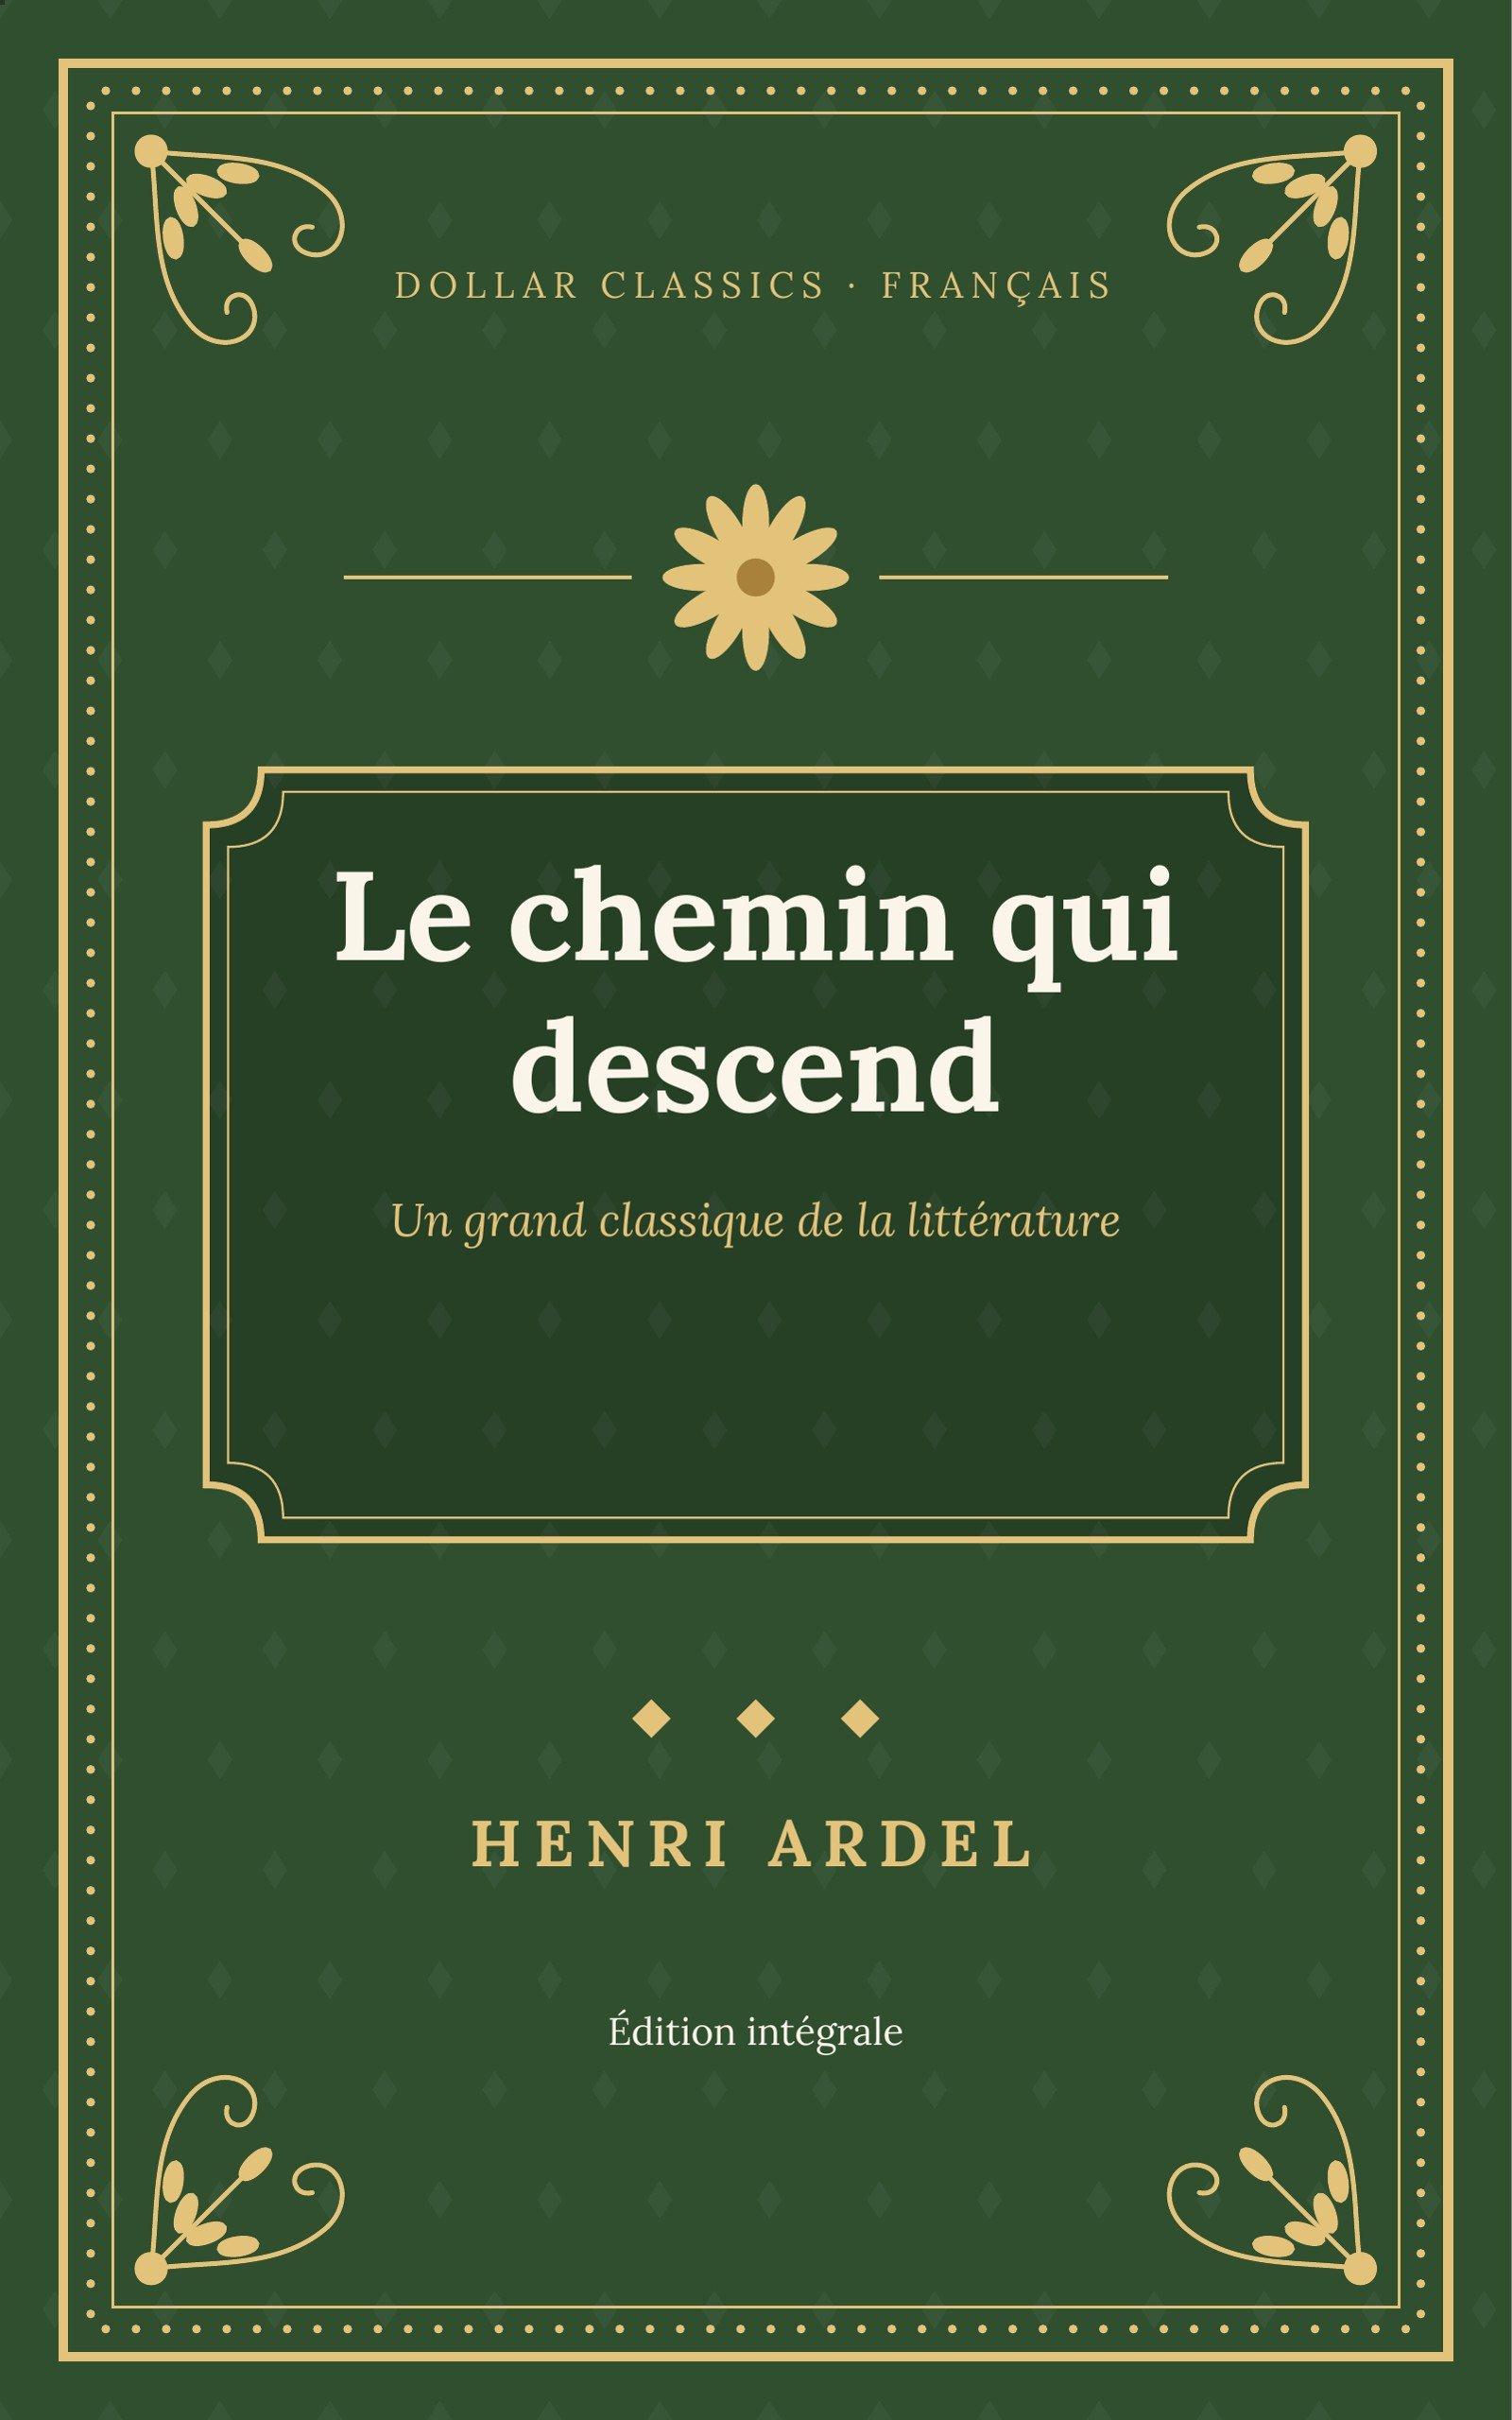 DOLLAR CLASSICS · FRANÇAIS
Le chemin qui
descend
Un grand classique de la littérature
HENRI ARDEL
Édition intégrale